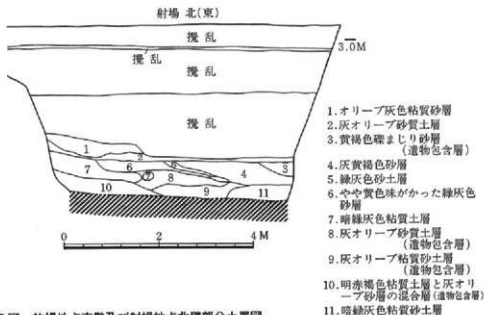 射場 北(東)
攪乱
3.0M
攪乱
攪乱
攪乱
1
2
3
4
6
7
8
9
10
11
0 2 4 M
1.オリーブ灰色粘質砂層
2.灰オリーブ砂質土層
3.黄褐色礫まじり砂層
(遺物包含層)
4.灰黄褐色砂層
5.緑灰色砂土層
6.やや黄色味がかった緑灰色
砂層
7.暗緑灰色粘質土層
8.灰オリーブ砂質土層
(遺物包含層)
9.灰オリーブ粘質砂土層
(遺物包含層)
10.明赤褐色粘質土層と灰オリ
ーブ砂層の混合層(遺物包含層)
11.暗緑灰色粘質砂土層